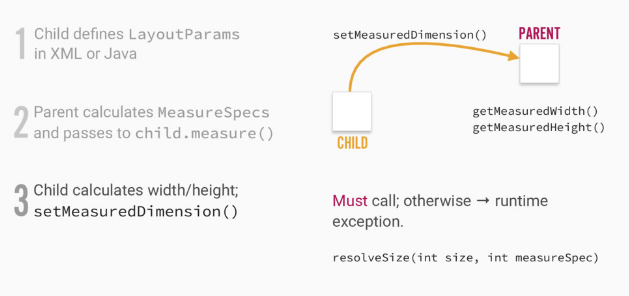 1 Child defines LayoutParams
in XML or Java
2 Parent calculates MeasureSpecs
and passes to child.measure()
3 Child calculates width/height;
setMeasuredDimension()
setMeasuredDimension()
PARENT
CHILD
getMeasuredWidth()
getMeasuredHeight()
Must call; otherwise → runtime
exception.
resolveSize(int size, int measureSpec)